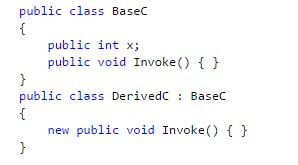 public class BaseC
{
    public int x;
    public void Invoke() { }
}
public class DerivedC : BaseC
{
    new public void Invoke() { }
}